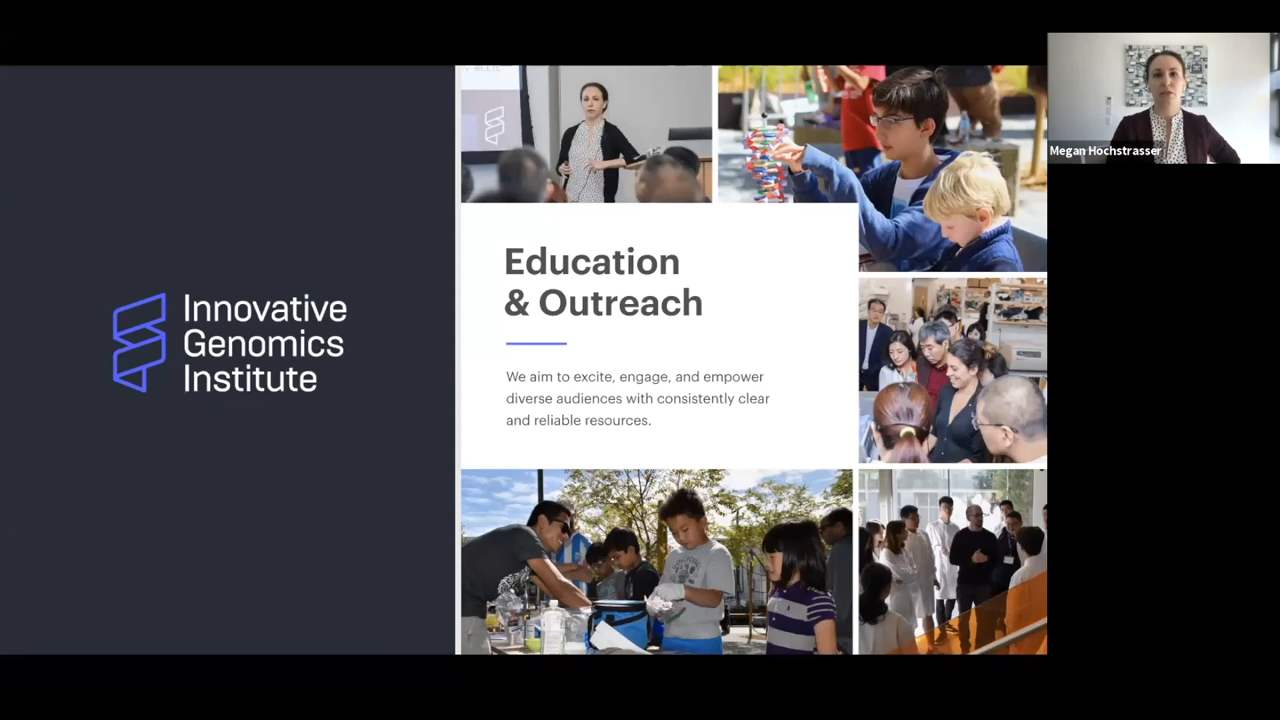 Innovative
Genomics
Institute
Education
& Outreach
We aim to excite, engage, and empower
diverse audiences with consistently clear
and reliable resources.
Megan Hochstrasser